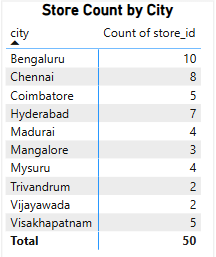 Store Count by City
city Count of store_id
Bengaluru 10
Chennai 8
Coimbatore 5
Hyderabad 7
Madurai 4
Mangalore 3
Mysuru 4
Trivandrum 2
Vijayawada 2
Visakhapatnam 5
Total 50